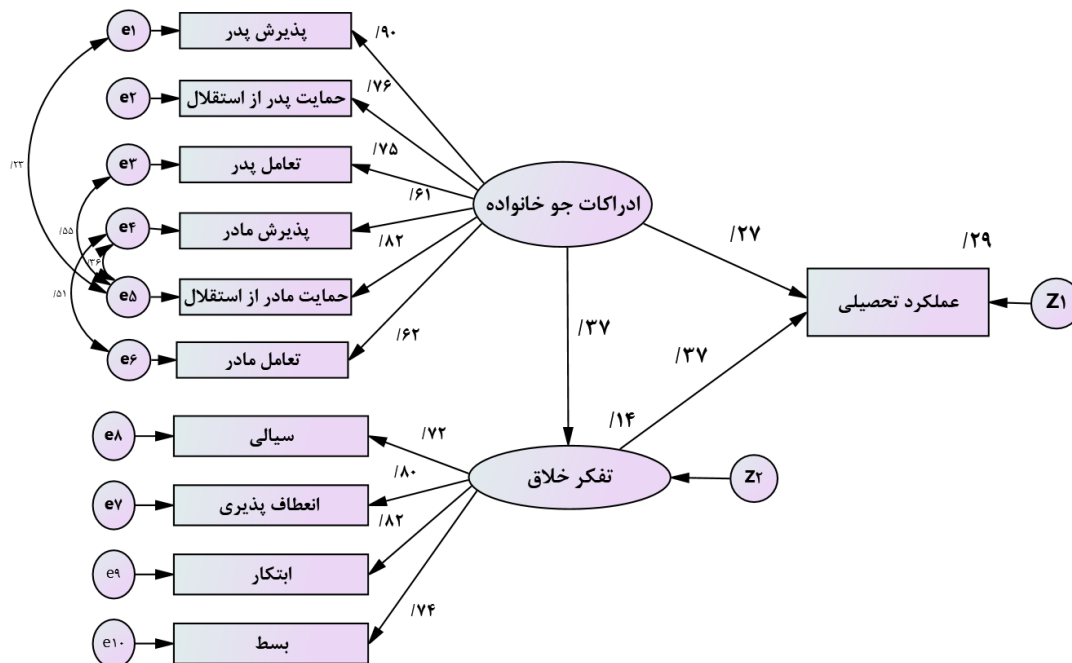 e۱
پذیرش پدر
/۹۰
e۲
حمایت پدر از استقلال
/۷۶
e۳
تعامل پدر
/۷۵
e۴
پذیرش مادر
/۶۱
e۵
حمایت مادر از استقلال
/۸۲
e۶
تعامل مادر
/۶۲
/۲۳
/۵۵
/۳۶
/۵۱
ادراکات جو خانواده
/۲۷
/۲۹
عملکرد تحصیلی
Z۱
/۳۷
/۳۷
/۱۴
تفکر خلاق
Z۲
e۸
سیالی
/۷۲
e۷
انعطاف پذیری
/۸۰
e۹
ابتکار
/۸۲
e۱۰
بسط
/۷۴